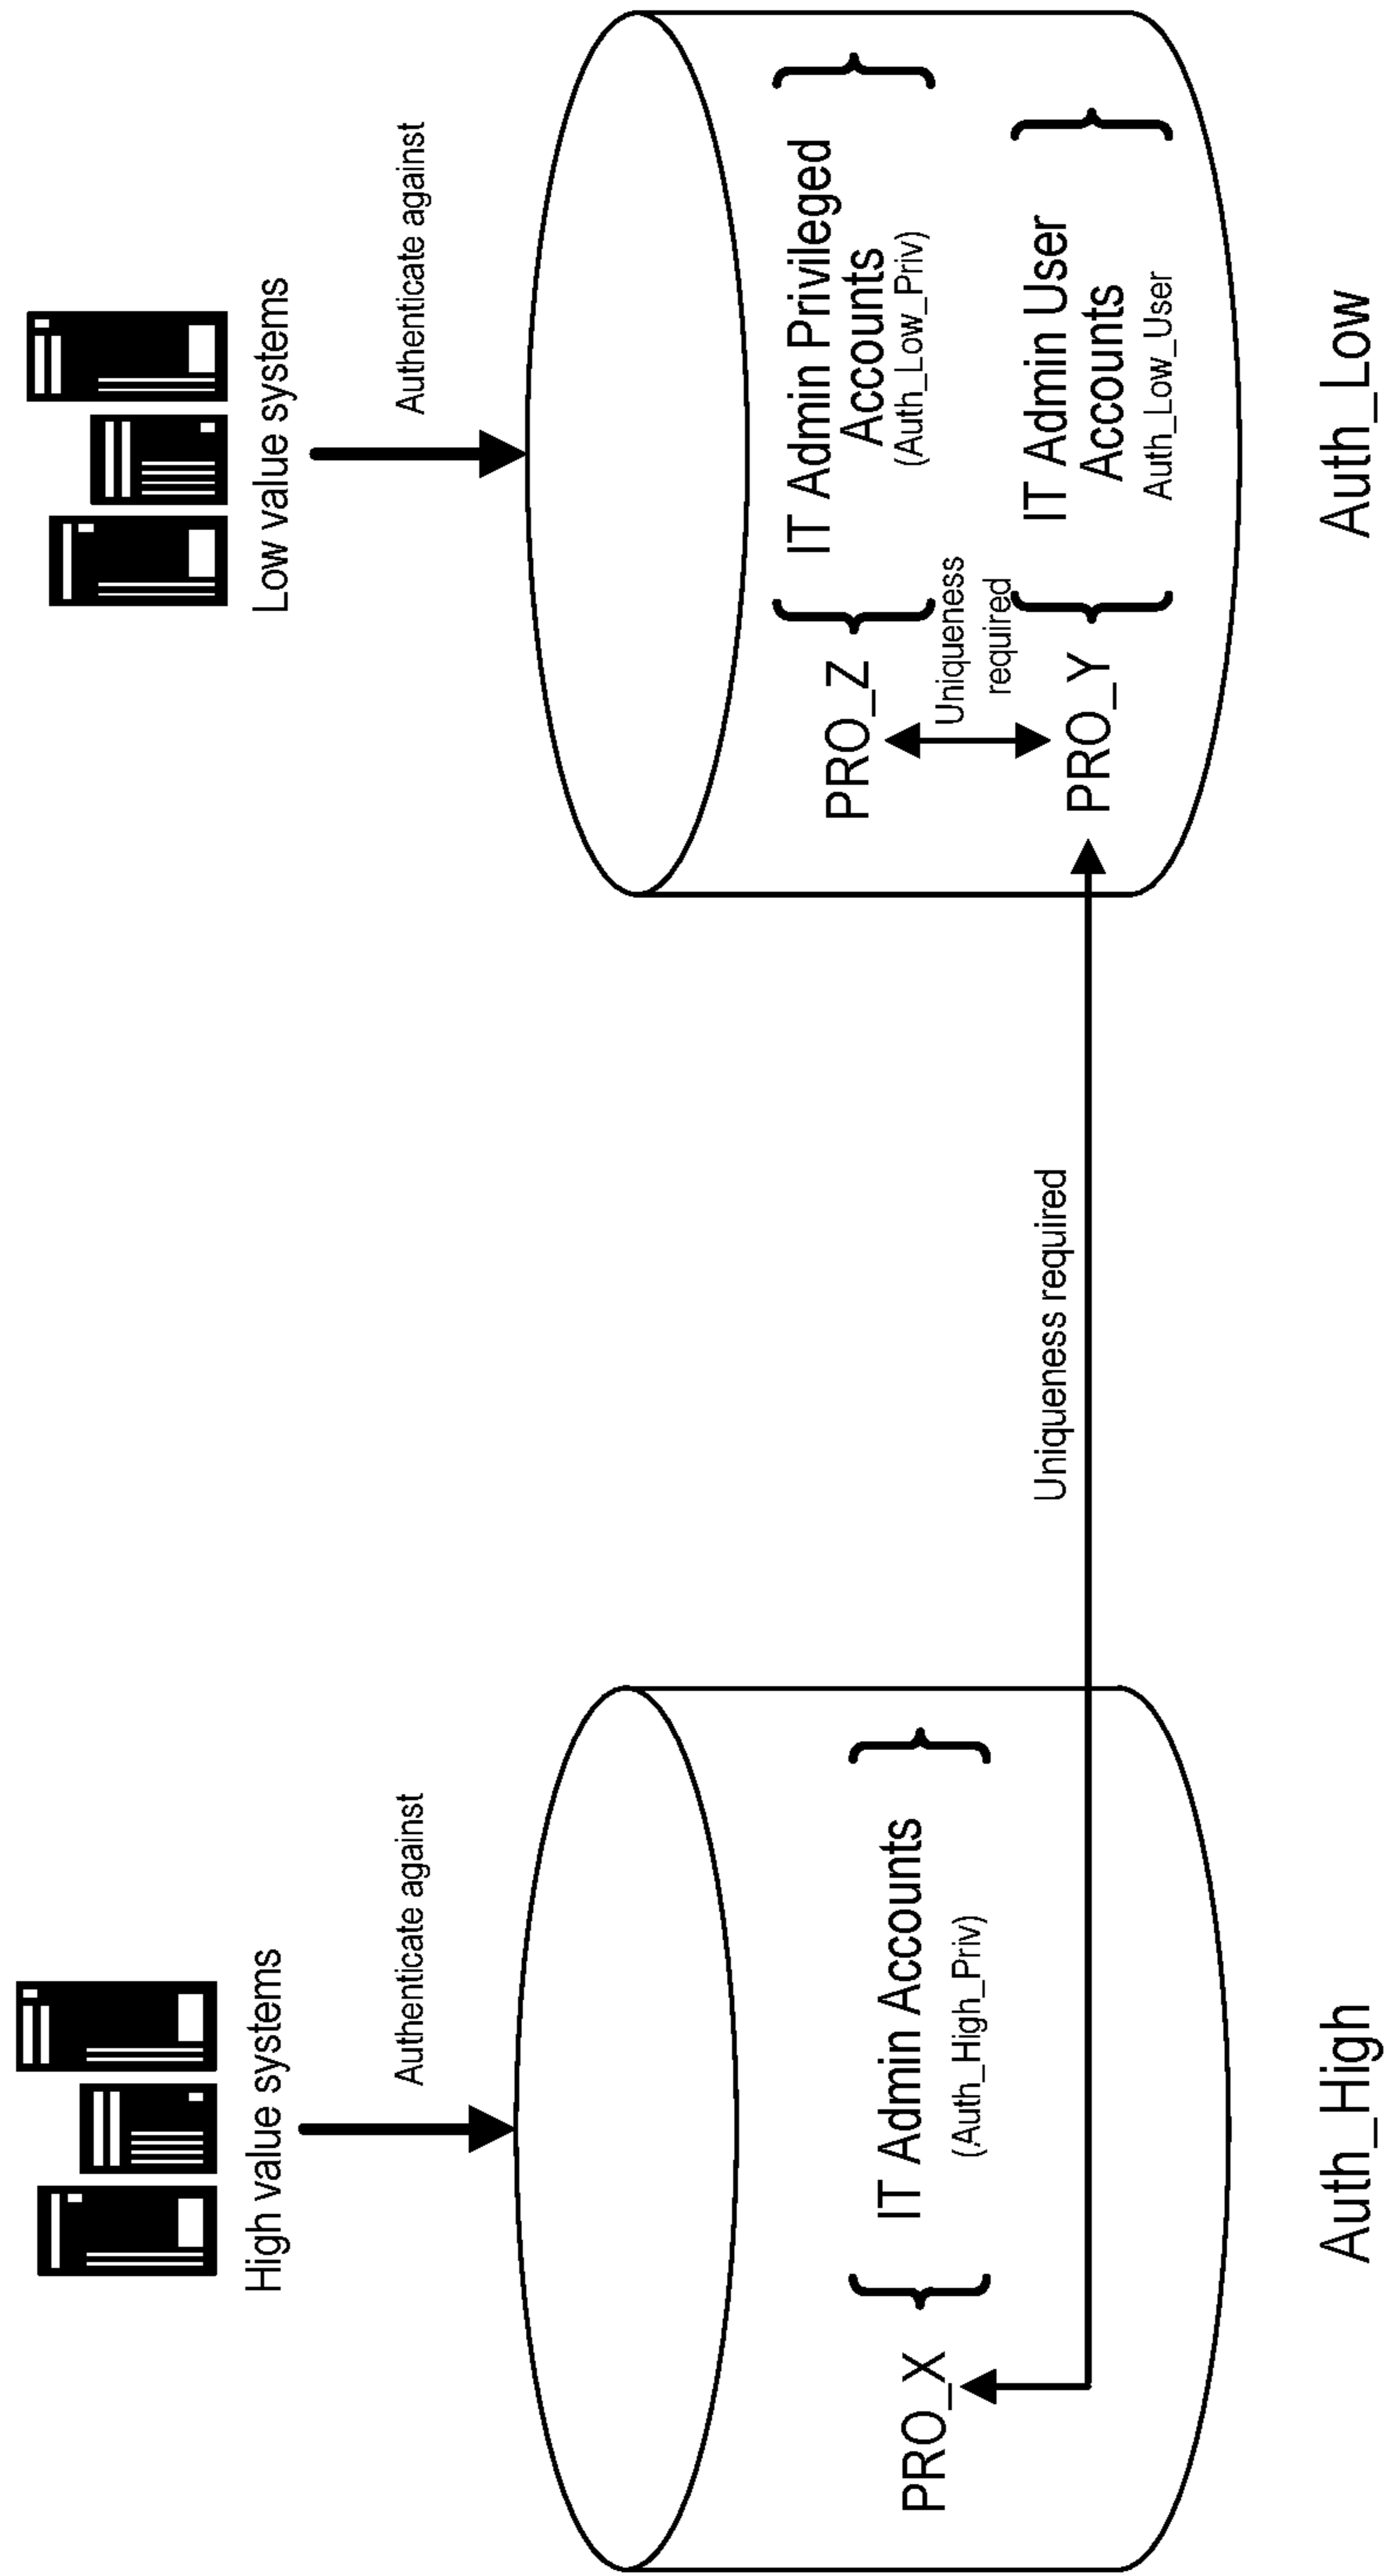 High value systems
Authenticate against
PRO_X
IT Admin Accounts
(Auth_High_Priv)
Auth_High
Uniqueness required
Low value systems
Authenticate against
PRO_Z
IT Admin Privileged
Accounts
(Auth_Low_Priv)
Uniqueness
required
PRO_Y
IT Admin User
Accounts
Auth_Low_User
Auth_Low